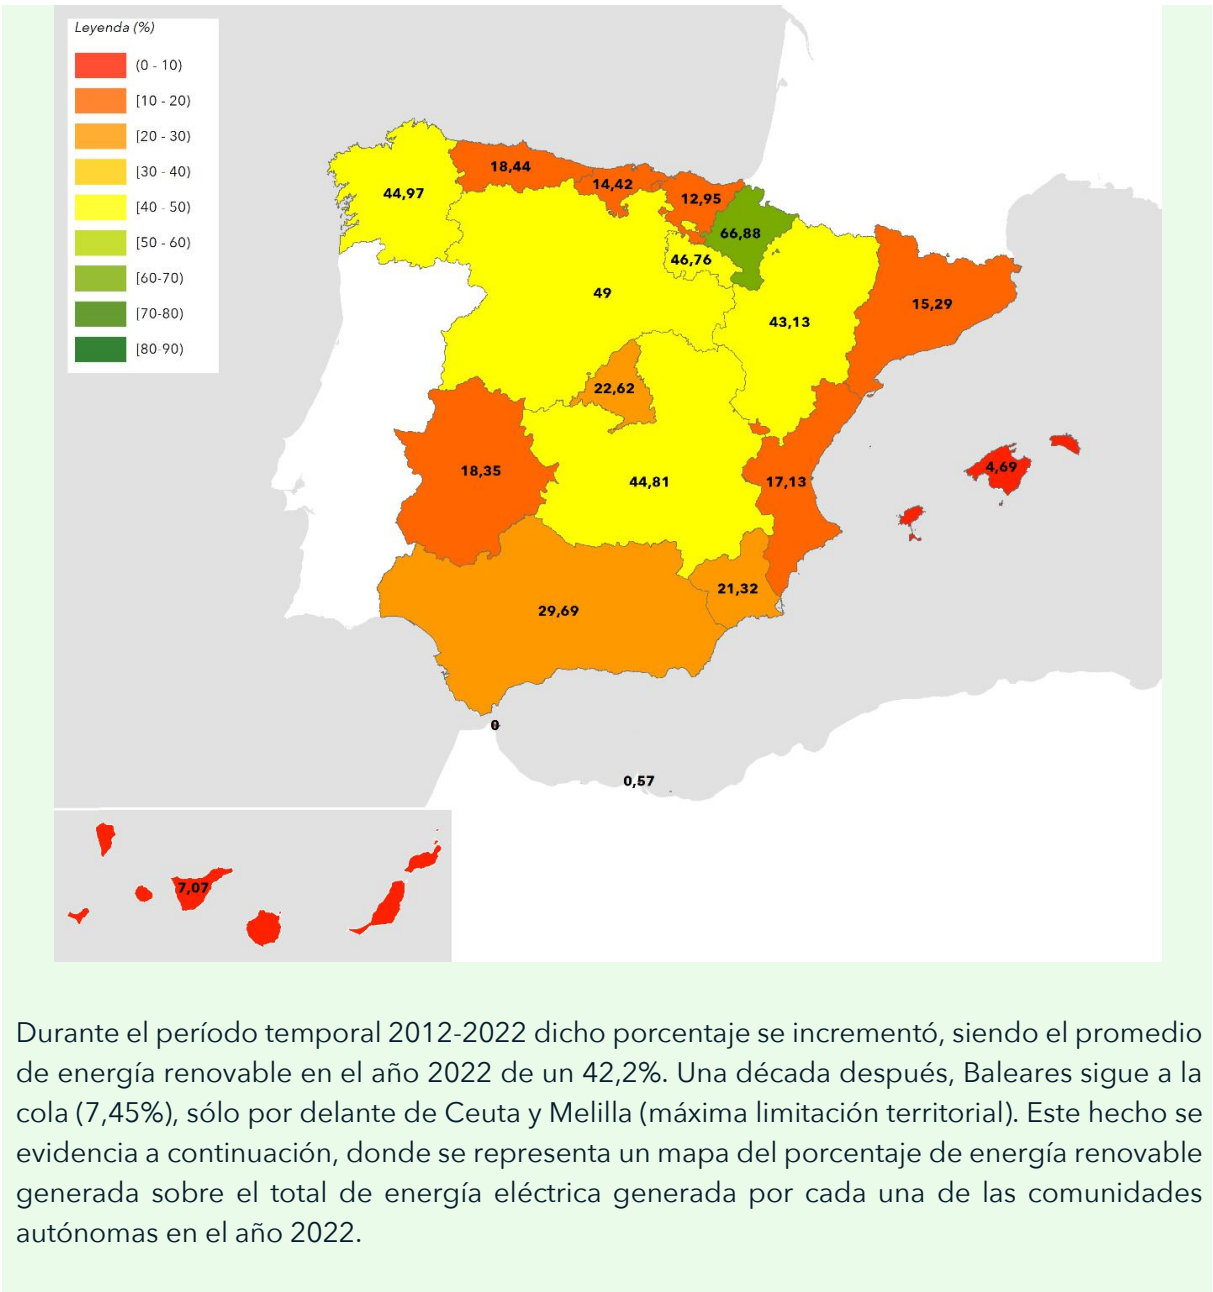 Leyenda (%)
(0 - 10)
[10 - 20)
[20 - 30)
[30 - 40)
[40 - 50)
[50 - 60)
[60-70)
[70-80)
[80-90)
18,44
14,42
12,95
44,97
66,88
46,76
49
43,13
15,29
22,62
18,35
44,81
17,13
4,69
21,32
29,69
0
0,57
7,07
Durante el período temporal 2012-2022 dicho porcentaje se incrementó, siendo el promedio
de energía renovable en el año 2022 de un 42,2%. Una década después, Baleares sigue a la
cola (7,45%), sólo por delante de Ceuta y Melilla (máxima limitación territorial). Este hecho se
evidencia a continuación, donde se representa un mapa del porcentaje de energía renovable
generada sobre el total de energía eléctrica generada por cada una de las comunidades
autónomas en el año 2022.